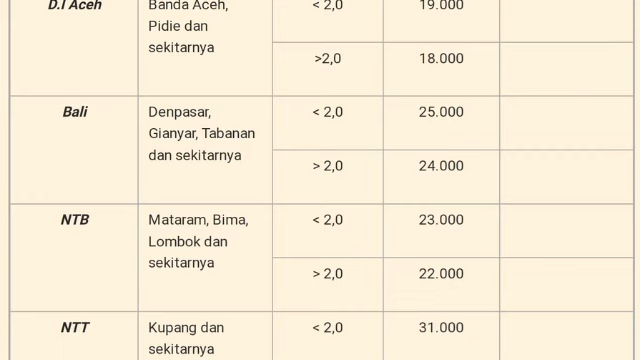 D.I Aceh
Banda Aceh,
Pidie dan
sekitarnya
< 2,0
19.000
>2,0
18.000
Bali
Denpasar,
Gianyar, Tabanan
dan sekitarnya
< 2,0
25.000
> 2,0
24.000
NTB
Mataram, Bima,
Lombok dan
sekitarnya
< 2,0
23.000
> 2,0
22.000
NTT
Kupang dan
sekitarnya
< 2,0
31.000